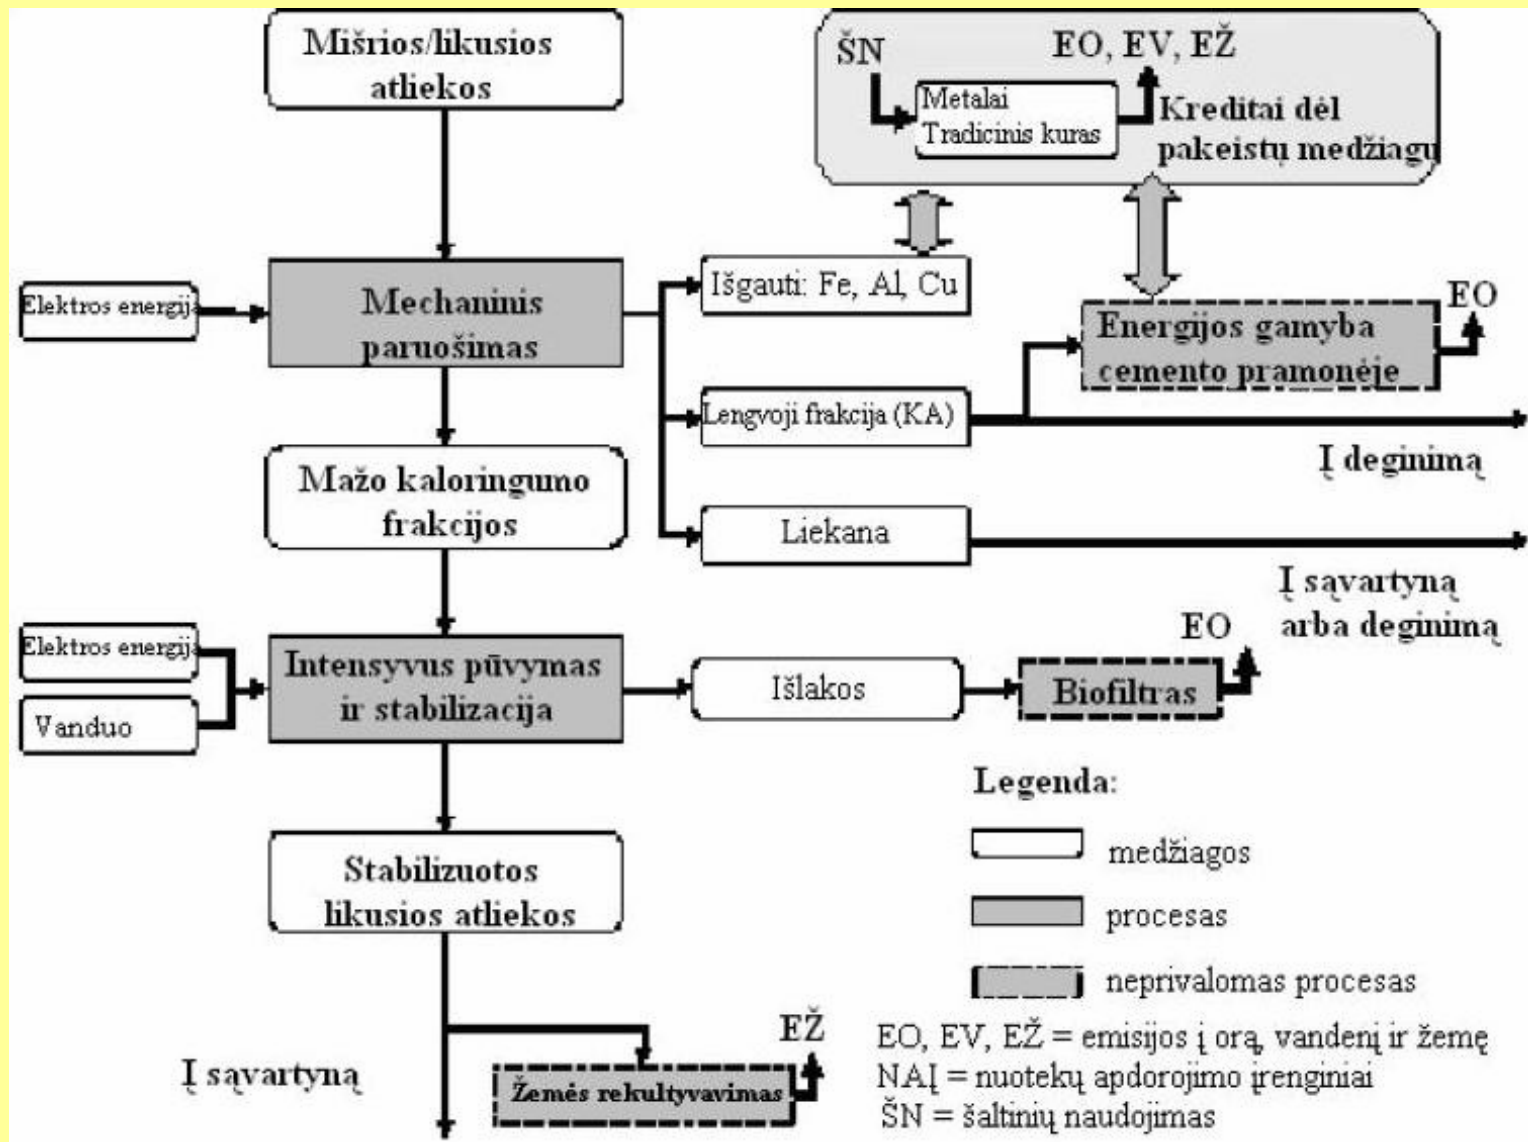 Mišrios/likusios
atliekos
ŠN
EO, EV, EŽ
Metalai
Tradicinis kuras
Kreditai dėl
pakeistų medžiagu
Elektros energija
Mechaninis
paruošimas
Išgauti: Fe, Al, Cu
Energijos gamyba
cemento pramonėje
EO
Lengvoji frakcija (KA)
Į deginimą
Mažo kaloringumo
frakcijos
Liekana
Į sąvartyną
arba deginimą
Elektros energija
Vanduo
Intensyvus pūvymas
ir stabilizacija
Išlakos
Biofiltras
EO
Stabilizuotos
likusios atliekos
Į sąvartyną
Žemės rekultyvavimas
EŽ
Legenda:
medžiagos
procesas
neprivalomas procesas
EO, EV, EŽ = emisijos į orą, vandenį ir žemę
NAĮ = nuotekų apdorojimo įrenginiai
ŠN = šaltinių naudojimas